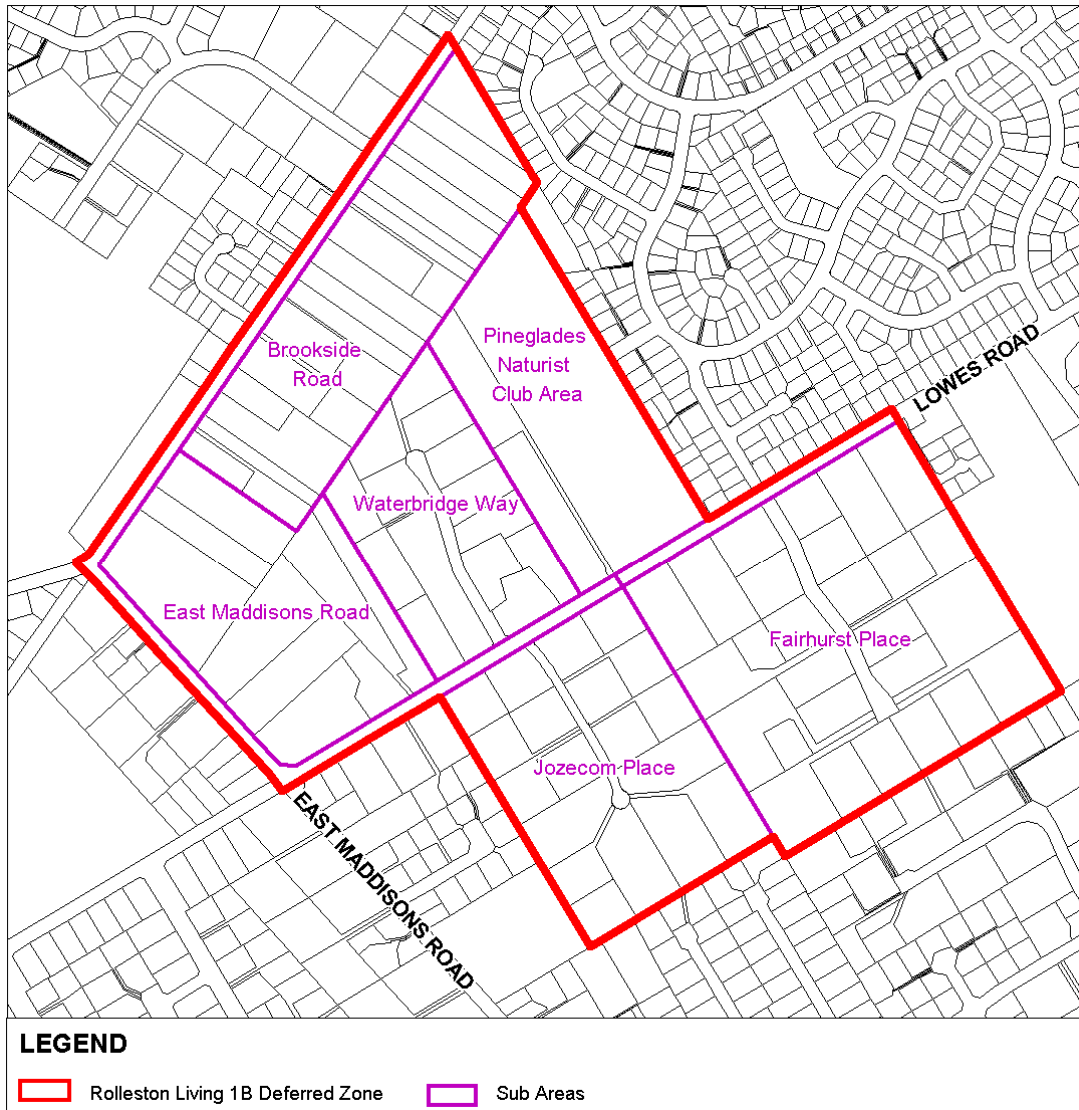 Brookside
Road
Pineglades
Naturist
Club Area
LOWES ROAD
Waterbridge Way
East Maddisons Road
Fairhurst Place
Jozecom Place
EAST MADDISONS ROAD
LEGEND
Rolleston Living 1B Deferred Zone
Sub Areas